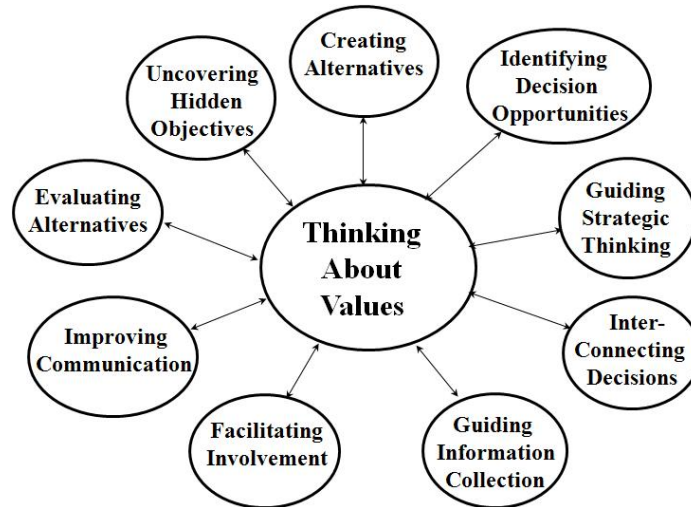 Creating
Alternatives
Identifying
Decision
Opportunities
Uncovering
Hidden
Objectives
Guiding
Strategic
Thinking
Evaluating
Alternatives
Thinking
About
Values
Inter-
Connecting
Decisions
Improving
Communication
Facilitating
Involvement
Guiding
Information
Collection